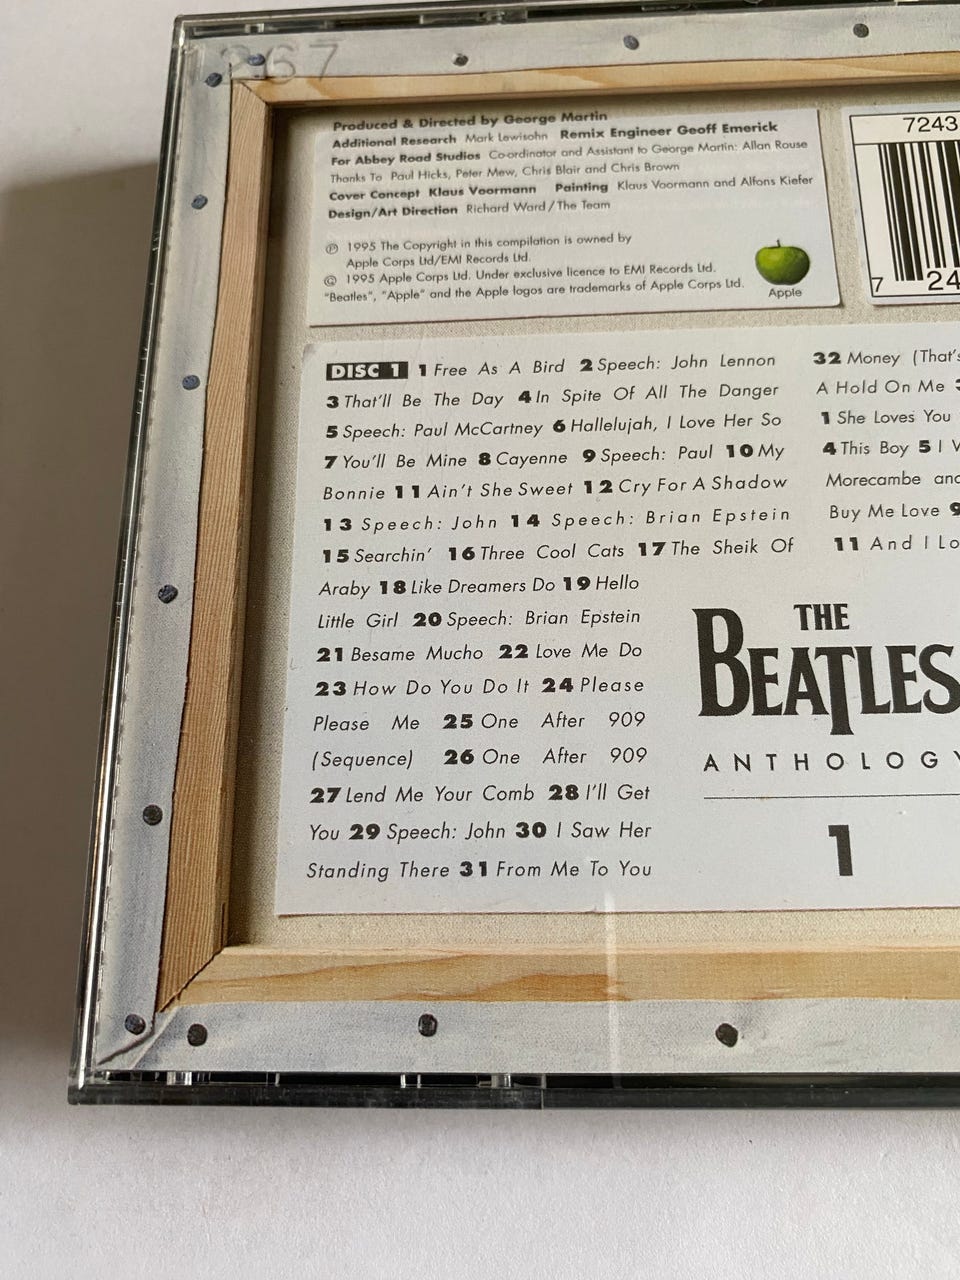 267
Produced & Directed by George Martin
Additional Research Mark Lewisohn Remix Engineer Geoff Emerick
For Abbey Road Studios Co-ordinator and Assistant to George Martin: Allan Rouse
Thanks To Paul Hicks, Peter Mew, Chris Blair and Chris Brown
Cover Concept Klaus Voormann Painting Klaus Voormann and Alfons Kiefer
Design/Art Direction Richard Ward/The Team
℗ 1995 The Copyright in this compilation is owned by
Apple Corps Ltd/EMI Records Ltd.
© 1995 Apple Corps Ltd. Under exclusive licence to EMI Records Ltd.
"Beatles", "Apple" and the Apple logos are trademarks of Apple Corps Ltd.
Apple
7243
7 24
DISC 1 1 Free As A Bird 2 Speech: John Lennon
3 That'll Be The Day 4 In Spite Of All The Danger
5 Speech: Paul McCartney 6 Hallelujah, I Love Her So
7 You'll Be Mine 8 Cayenne 9 Speech: Paul 10 My
Bonnie 11 Ain't She Sweet 12 Cry For A Shadow
13 Speech: John 14 Speech: Brian Epstein
15 Searchin' 16 Three Cool Cats 17 The Sheik Of
Araby 18 Like Dreamers Do 19 Hello
Little Girl 20 Speech: Brian Epstein
21 Besame Mucho 22 Love Me Do
23 How Do You Do It 24 Please
Please Me 25 One After 909
(Sequence) 26 One After 909
27 Lend Me Your Comb 28 I'll Get
You 29 Speech: John 30 I Saw Her
Standing There 31 From Me To You
32 Money (That's
A Hold On Me
1 She Loves You
4 This Boy 5 I
Morecambe and
Buy Me Love 9
11 And I Lo
THE
BEATLES
ANTHOLOGY
1